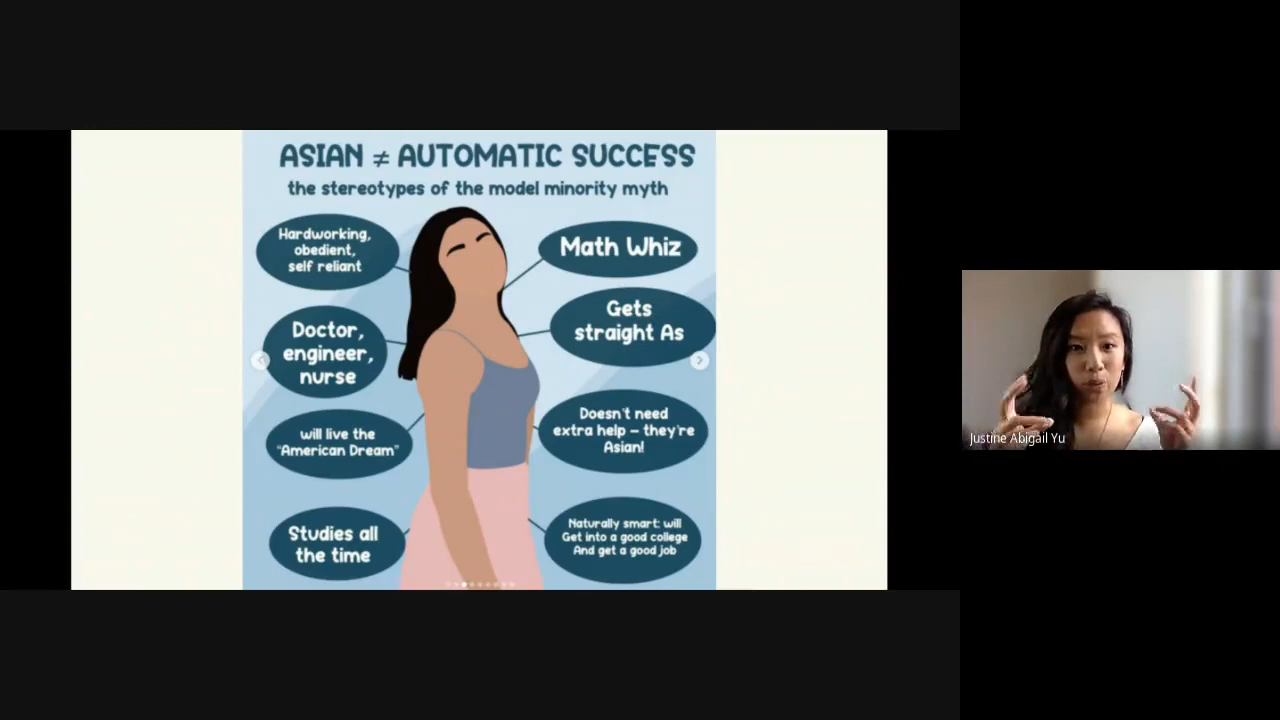 ASIAN ≠ AUTOMATIC SUCCESS
the stereotypes of the model minority myth
Hardworking,
obedient,
self reliant
Math Whiz
Gets
straight As
Doctor,
engineer,
nurse
Doesn't need
extra help – they're
Asian!
will live the
"American Dream"
Studies all
the time
Naturally smart: will
Get into a good college
And get a good job
Justine Abigail Yu